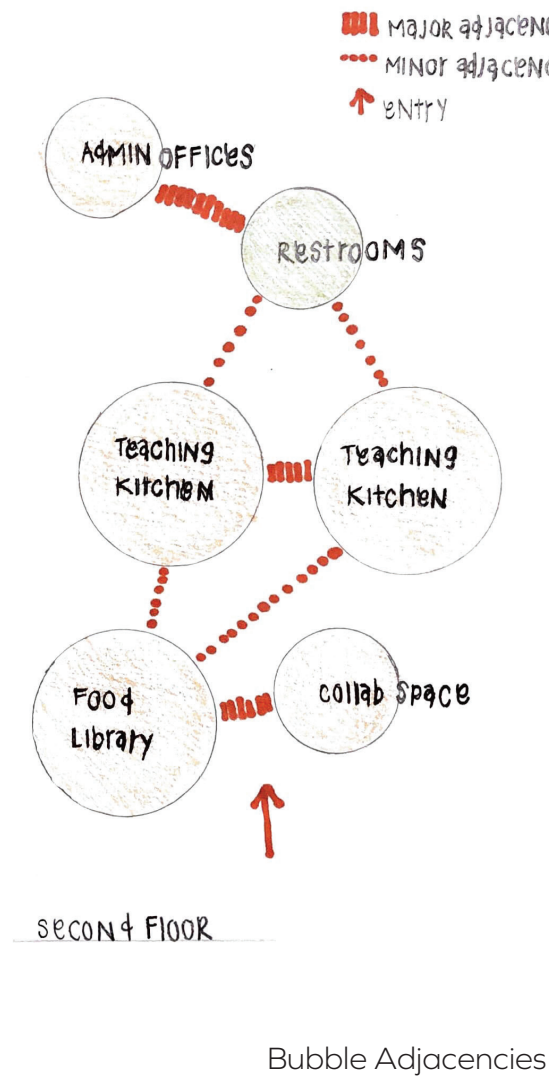 MAJOR adjacenc
MINOr adjacenc
eNtrY
AdMIN OFFICes
Restrooms
Teaching
Kitchen
Teaching
Kitchen
Food
Library
collab space
second Floor
Bubble Adjacencies